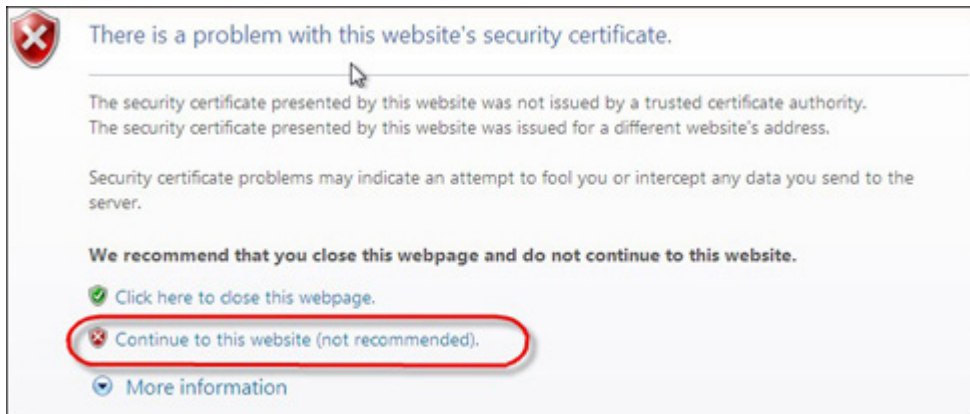 There is a problem with this website's security certificate.
The security certificate presented by this website was not issued by a trusted certificate authority.
The security certificate presented by this website was issued for a different website's address.
Security certificate problems may indicate an attempt to fool you or intercept any data you send to the
server.
We recommend that you close this webpage and do not continue to this website.
Click here to close this webpage.
Continue to this website (not recommended).
More information